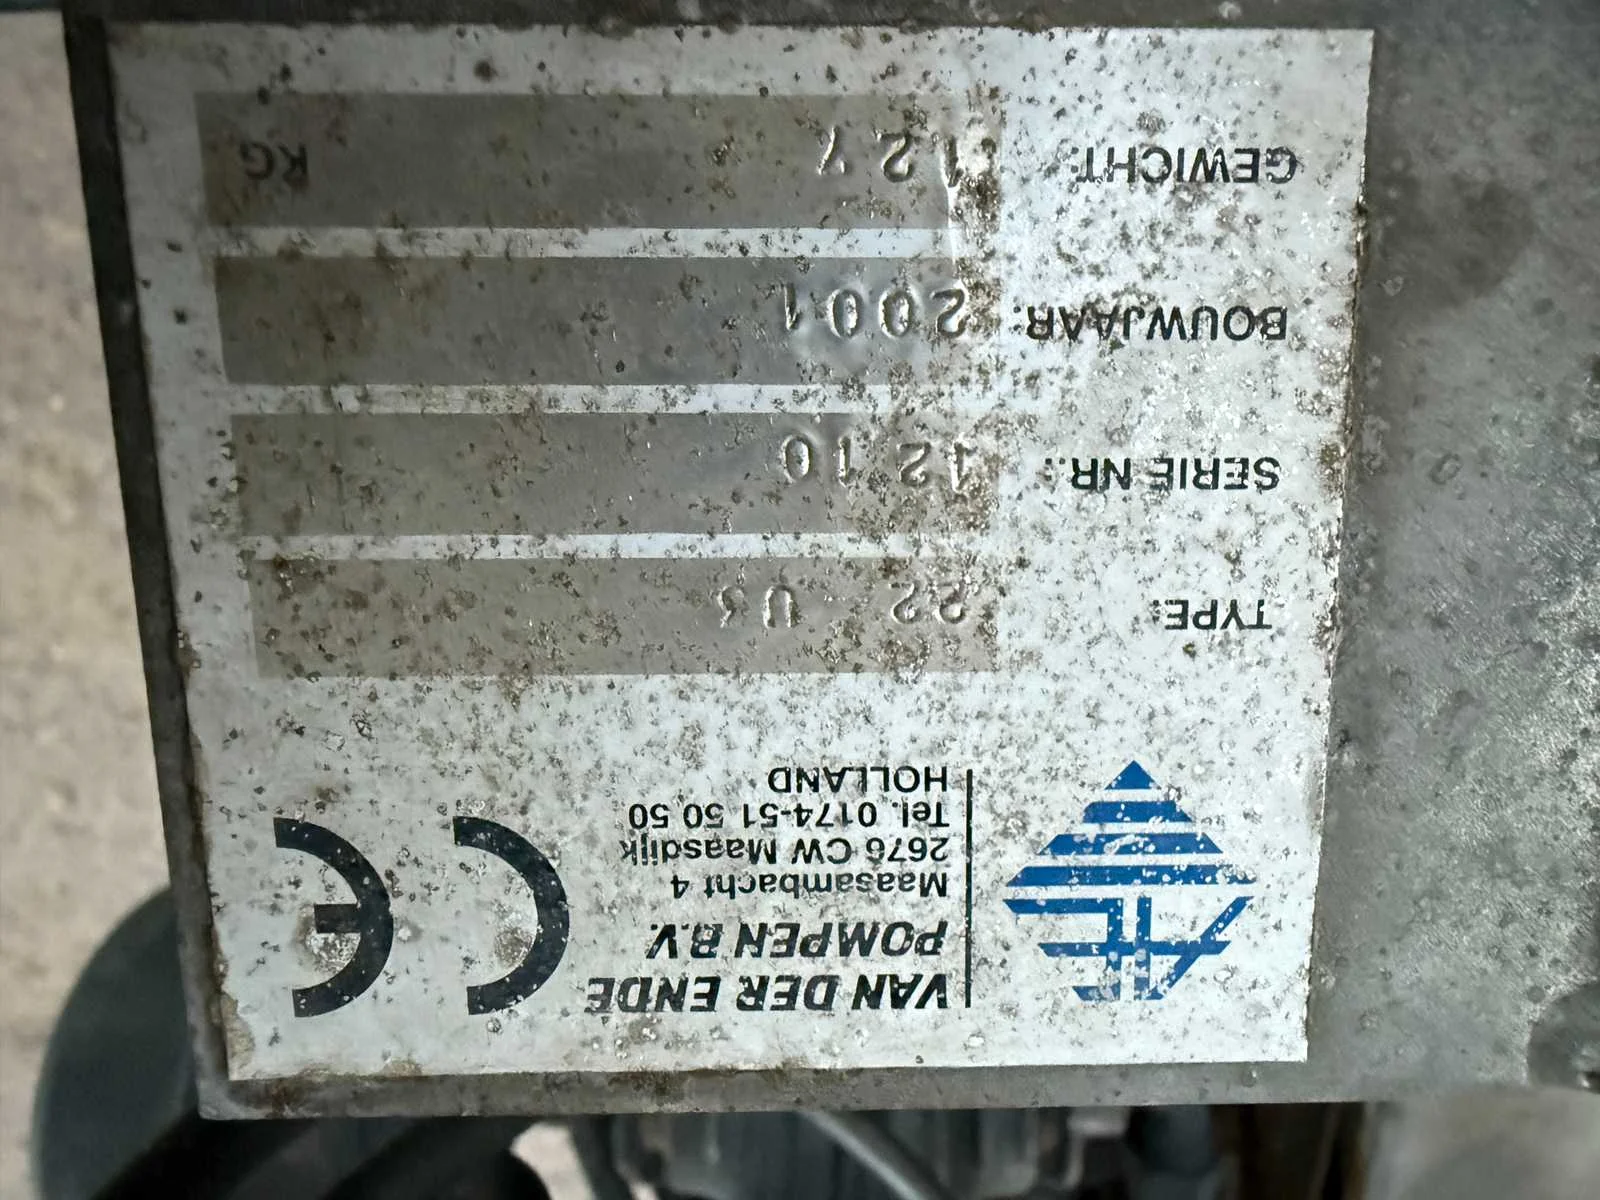 VAN DER ENDE
POMPEN B.V.
Maasambacht 4
2676 CW Maasdijk
Tel. 0174-51 50 50
HOLLAND
CE
TYPE: 22 U3
SERIE NR.: 1210
BOUWJAAR: 2001
GEWICHT: KG